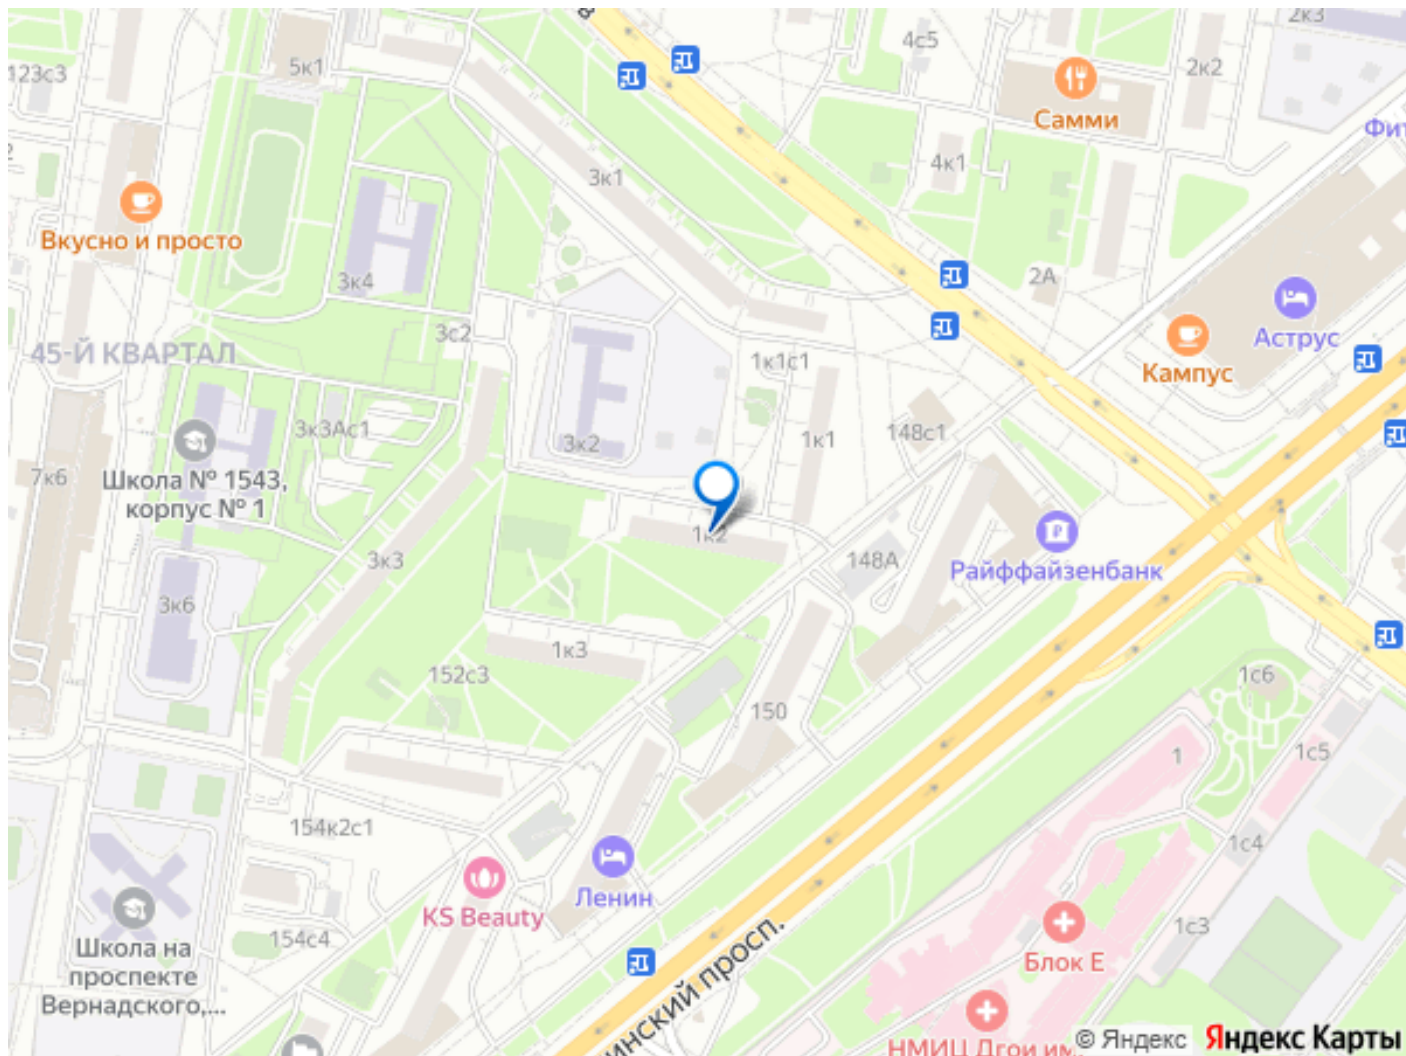 2к3
4с5
5к1
123с3
2к2
Самми
Фит
4к1
3к1
Вкусно и просто
2А
3к4
3с2
Аструс
45-Й КВАРТАЛ
1к1с1
Кампус
3к3Ас1
148с1
1к1
3к2
7к6
Школа № 1543,
корпус № 1
1к2
3к3
148А
Райффайзенбанк
3к6
1к3
152с3
1с6
150
1с5
1
154к2с1
1с4
Ленин
KS Beauty
1с3
154с4
инский просп.
Школа на
проспекте
Вернадского,...
Блок Е
НМИЦ Дгои им.
© Яндекс
Яндекс Карты